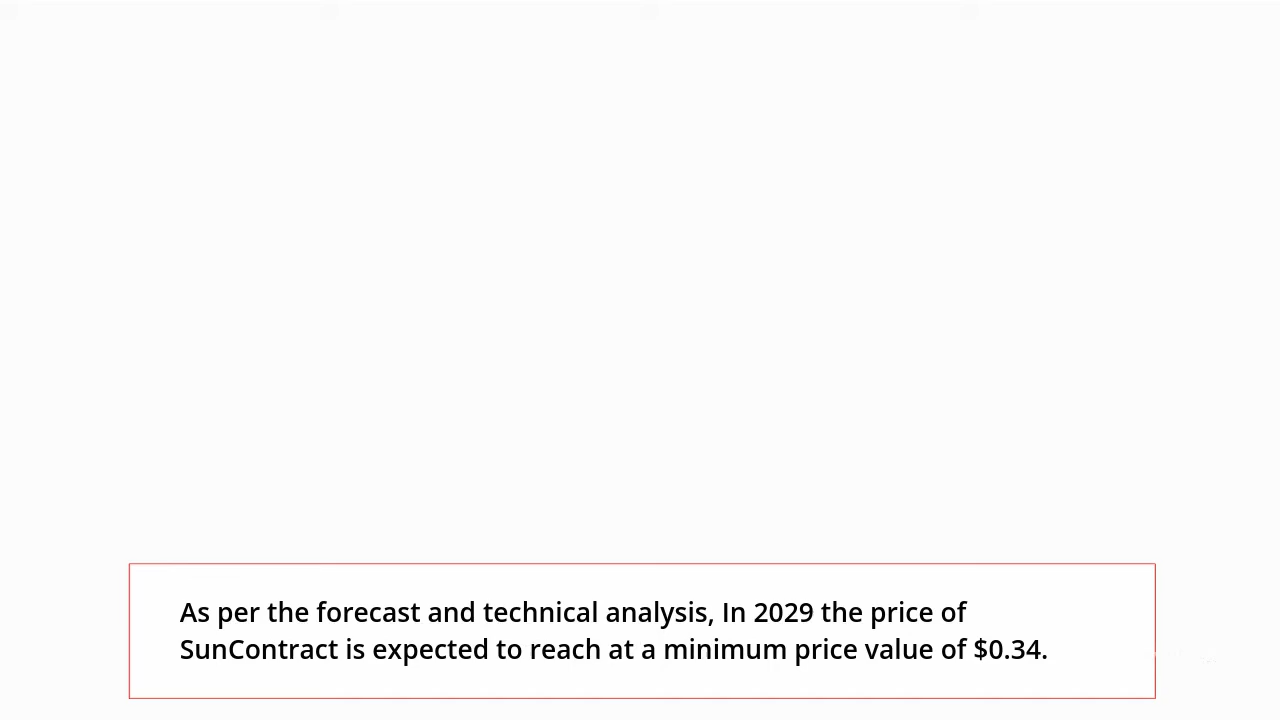 As per the forecast and technical analysis, In 2029 the price of
SunContract is expected to reach at a minimum price value of $0.34.